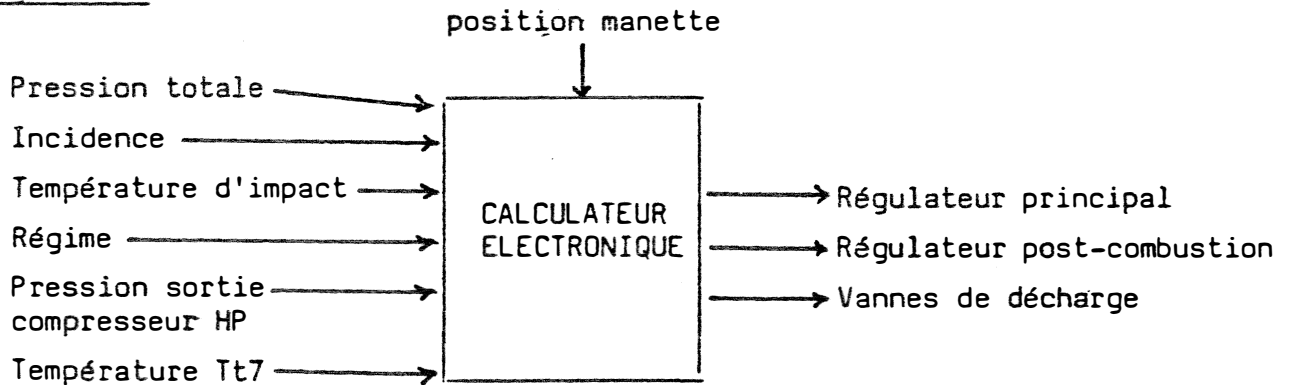 position manette
Pression totale
Incidence
Température d'impact
Régime
Pression sortie
compresseur HP
Température Tt7
CALCULATEUR
ELECTRONIQUE
Régulateur principal
Régulateur post-combustion
Vannes de décharge